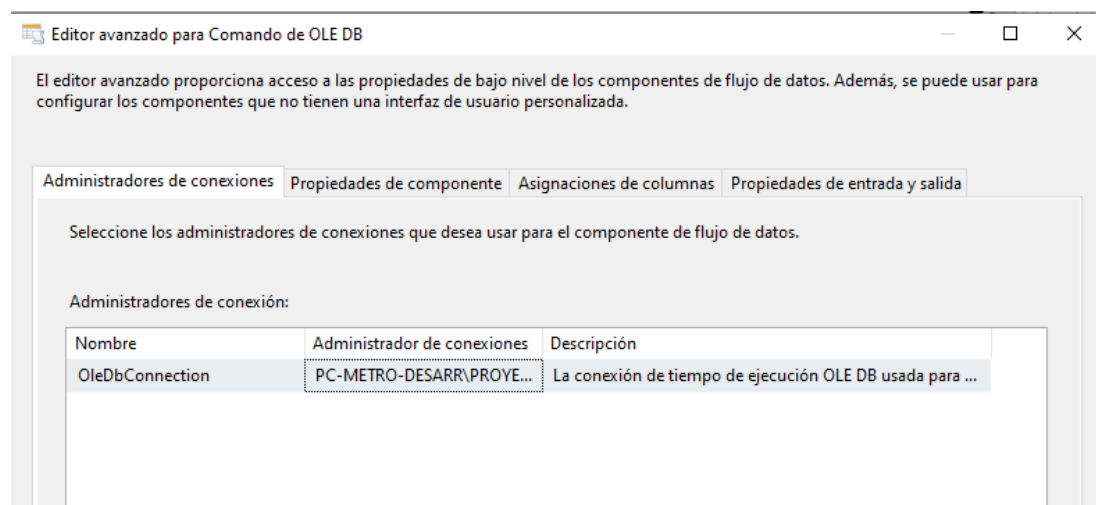 Editor avanzado para Comando de OLE DB
El editor avanzado proporciona acceso a las propiedades de bajo nivel de los componentes de flujo de datos. Además, se puede usar para
configurar los componentes que no tienen una interfaz de usuario personalizada.
Administradores de conexiones Propiedades de componente Asignaciones de columnas Propiedades de entrada y salida
Seleccione los administradores de conexiones que desea usar para el componente de flujo de datos.
Administradores de conexión:
Nombre Administrador de conexiones Descripción
OleDbConnection PC-METRO-DESARR\PROYE... La conexión de tiempo de ejecución OLE DB usada para ...